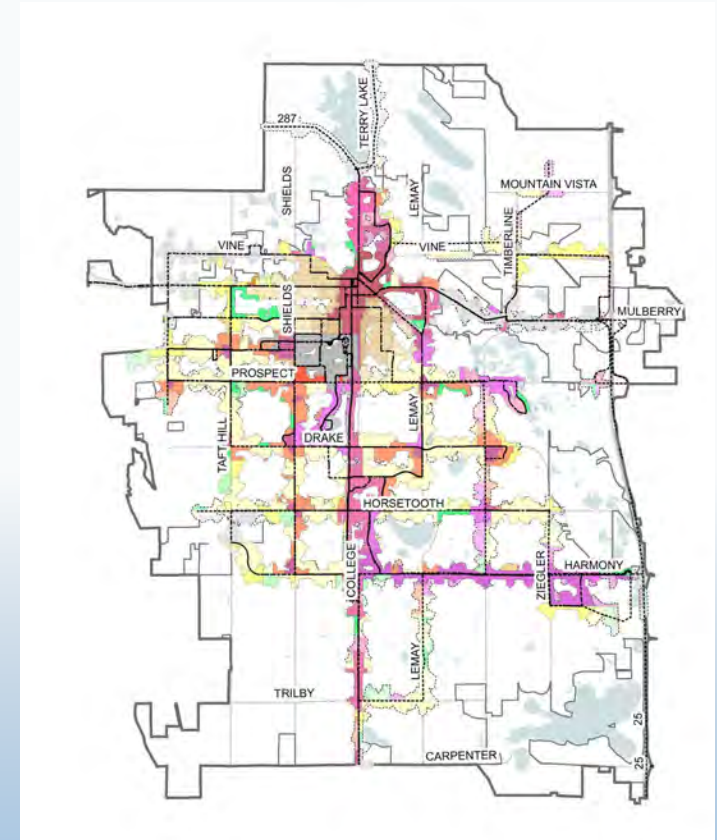 TERRY LAKE
287
SHIELDS
LEMAY
MOUNTAIN VISTA
TIMBERLINE
VINE
VINE
SHIELDS
MULBERRY
PROSPECT
LEMAY
DRAKE
TAFT HILL
HORSETOOTH
COLLEGE
ZIEGLER
HARMONY
LEMAY
TRILBY
25
CARPENTER
25